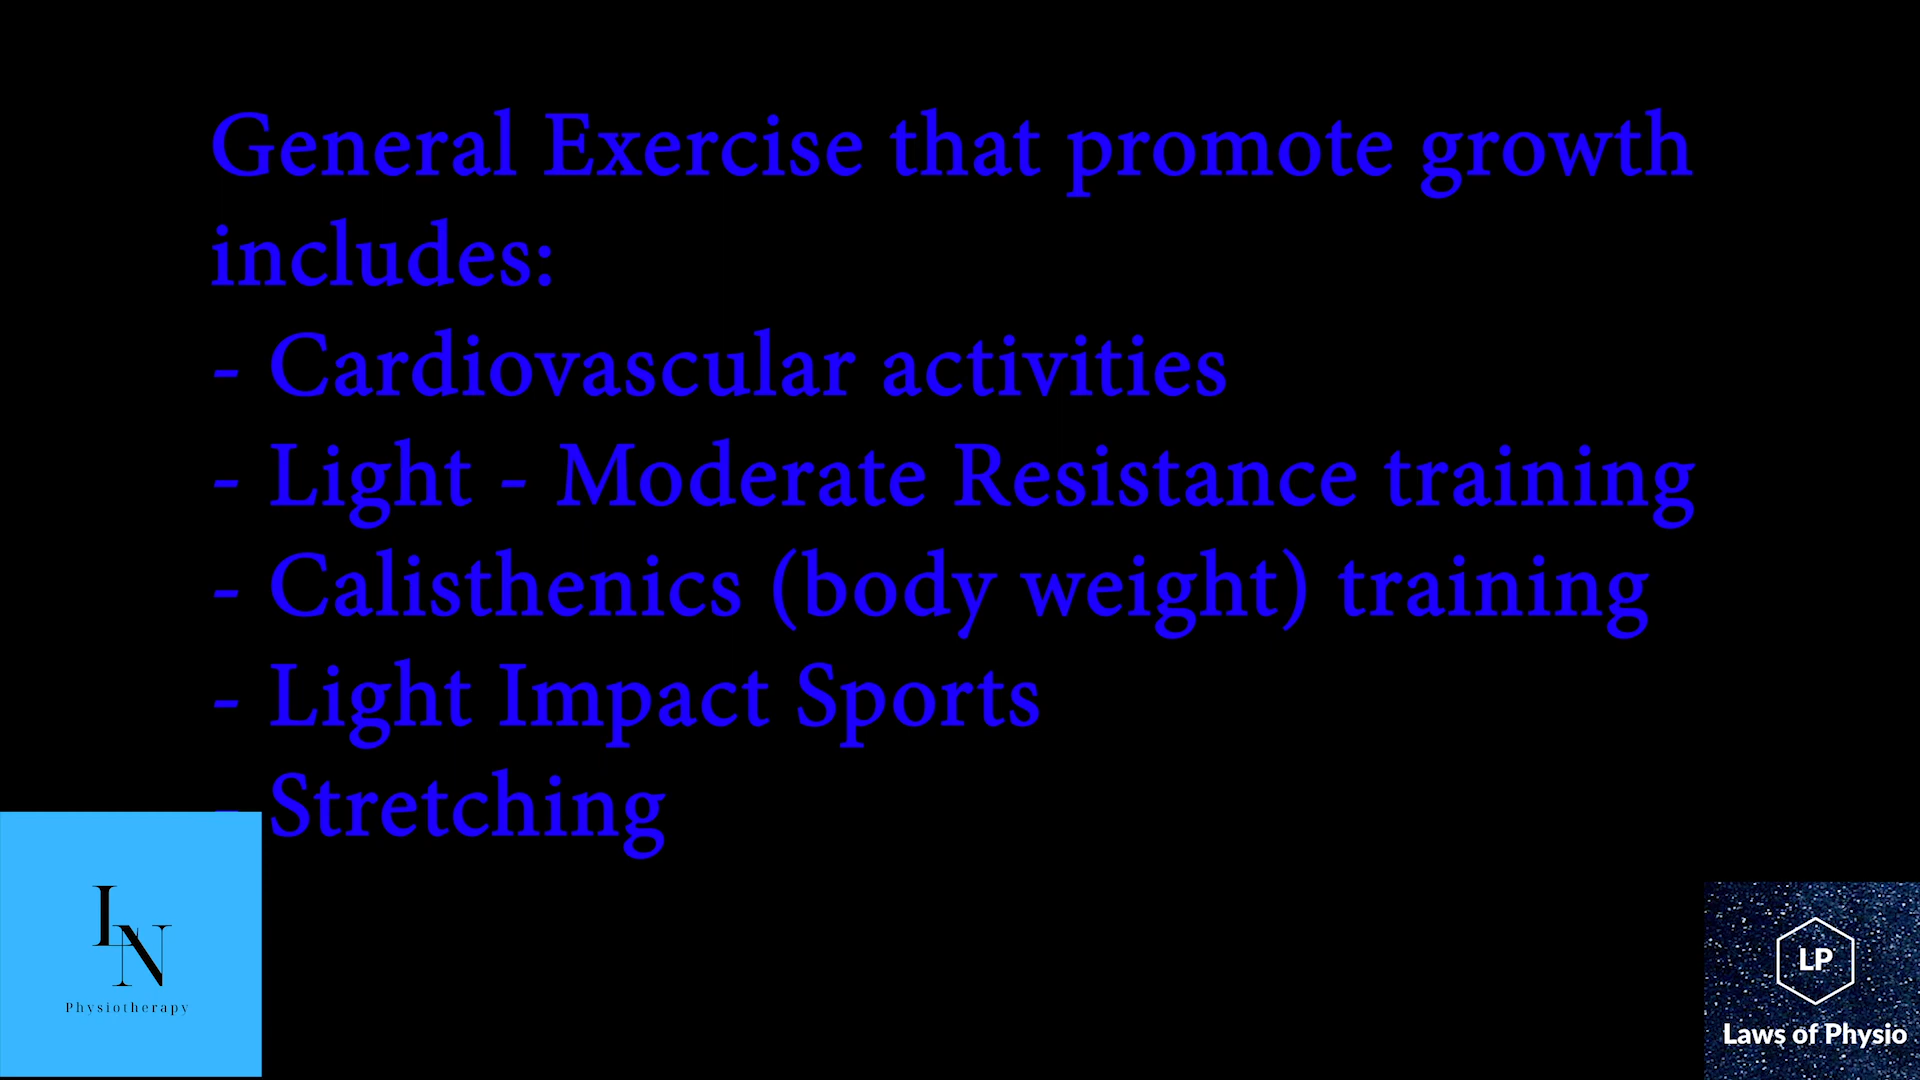 General Exercise that promote growth
includes:
- Cardiovascular activities
- Light - Moderate Resistance training
- Calisthenics (body weight) training
- Light Impact Sports
- Stretching
LN
Physiotherapy
LP
Laws of Physio